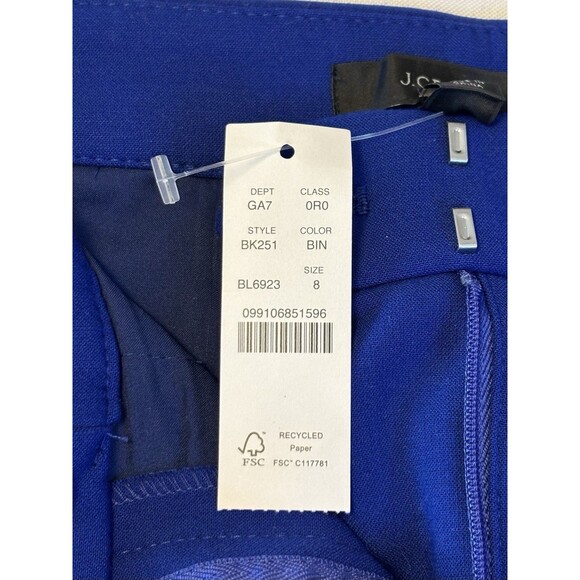 DEPT CLASS
GA7 0R0
STYLE COLOR
BK251 BIN
SIZE
BL6923 8
099106851596
RECYCLED
Paper
FSC
FSC® C117781